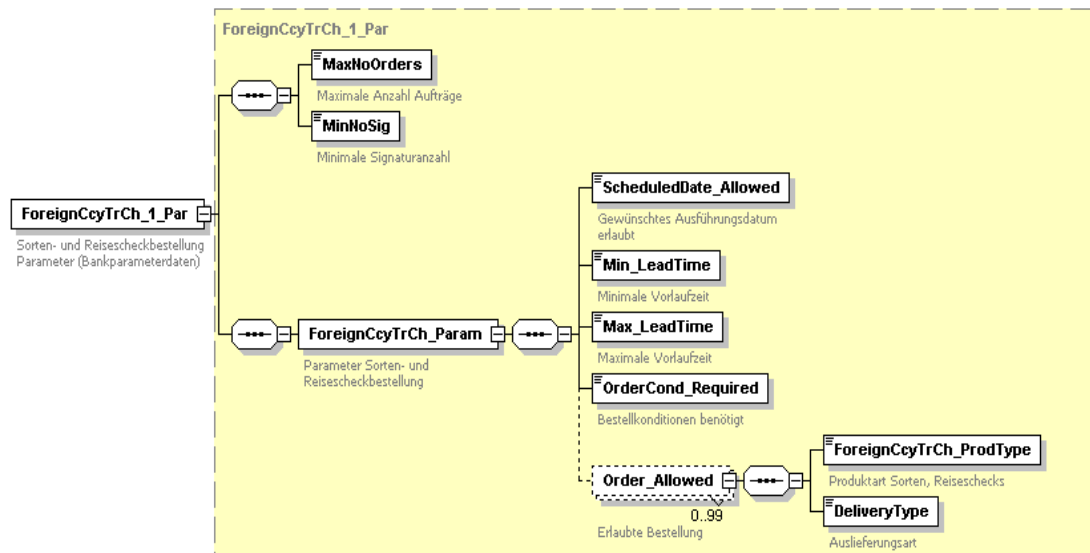 ForeignCcyTrCh_1_Par
MaxNoOrders
Maximale Anzahl Aufträge
MinNoSig
Minimale Signaturanzahl
ForeignCcyTrCh_1_Par
Sorten- und Reisescheckbestellung
Parameter (Bankparameterdaten)
ForeignCcyTrCh_Param
Parameter Sorten- und
Reisescheckbestellung
ScheduledDate_Allowed
Gewünschtes Ausführungsdatum
erlaubt
Min_LeadTime
Minimale Vorlaufzeit
Max_LeadTime
Maximale Vorlaufzeit
OrderCond_Required
Bestellkonditionen benötigt
Order_Allowed
0..99
Erlaubte Bestellung
ForeignCcyTrCh_ProdType
Produktart Sorten, Reiseschecks
DeliveryType
Auslieferungsart